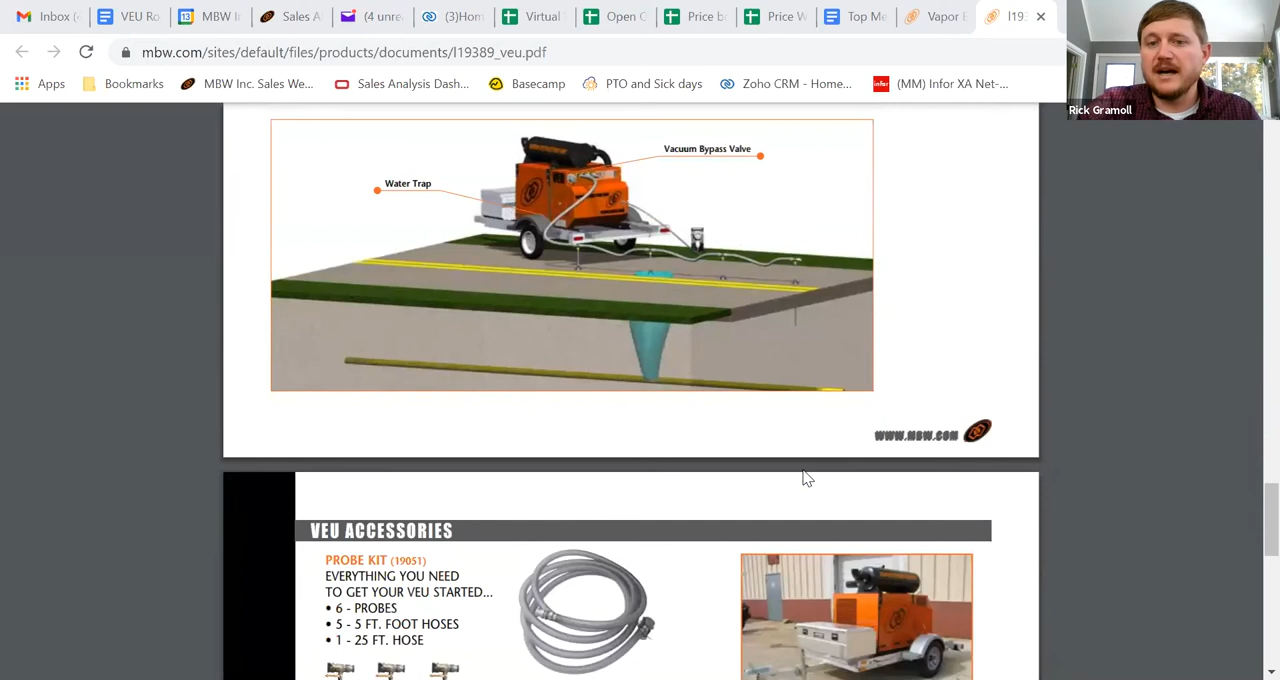 Inbox (
VEU Ro
MBW In
Sales A
(4 unre
(3)Hom
Virtual
Open O
Price b
Price W
Top Me
Vapor E
l19
mbw.com/sites/default/files/products/documents/l19389_veu.pdf
Apps
Bookmarks
MBW Inc. Sales We...
Sales Analysis Dash...
Basecamp
PTO and Sick days
Zoho CRM - Home...
infor
(MM) Infor XA Net-...
Rick Gramoll
Vacuum Bypass Valve
Water Trap
WWW.MBW.COM
VEU ACCESSORIES
PROBE KIT (19051)
EVERYTHING YOU NEED
TO GET YOUR VEU STARTED...
• 6 - PROBES
• 5 - 5 FT. FOOT HOSES
• 1 - 25 FT. HOSE